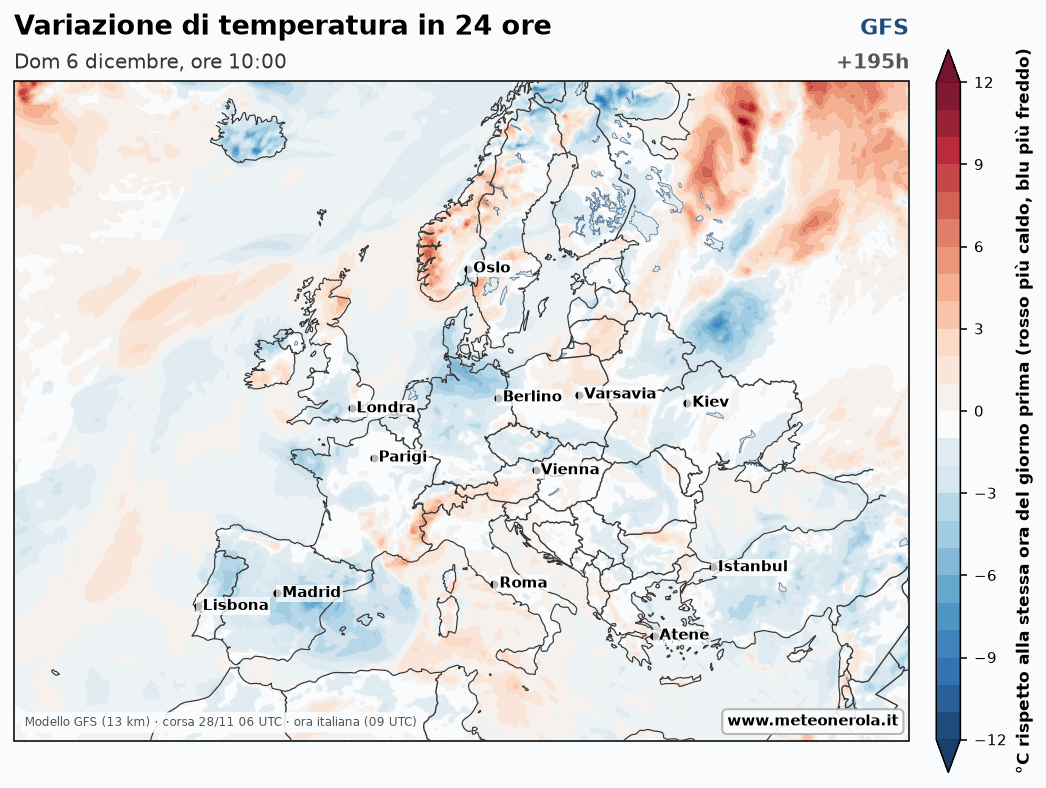 Variazione di temperatura in 24 ore
GFS
Dom 6 dicembre, ore 10:00
+195h
Oslo
Londra
Berlino
Varsavia
Kiev
Parigi
Vienna
Lisbona
Madrid
Roma
Istanbul
Atene
Modello GFS (13 km) · corsa 28/11 06 UTC · ora italiana (09 UTC)
www.meteonerola.it
12
9
6
3
0
−3
−6
−9
−12
°C rispetto alla stessa ora del giorno prima (rosso più caldo, blu più freddo)